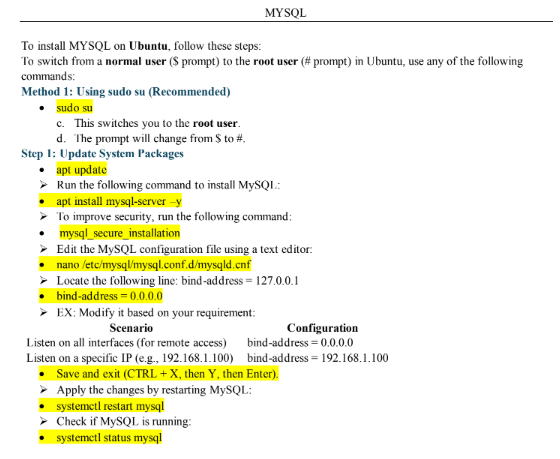 MYSQL
To install MYSQL on Ubuntu, follow these steps:
To switch from a normal user ($ prompt) to the root user (# prompt) in Ubuntu, use any of the following
commands:
Method 1: Using sudo su (Recommended)
• sudo su
c. This switches you to the root user.
d. The prompt will change from $ to #.
Step 1: Update System Packages
• apt update
➤ Run the following command to install MySQL:
• apt install mysql-server –y
➤ To improve security, run the following command:
• mysql_secure_installation
➤ Edit the MySQL configuration file using a text editor:
• nano /etc/mysql/mysql.conf.d/mysqld.cnf
➤ Locate the following line: bind-address = 127.0.0.1
• bind-address = 0.0.0.0
➤ EX: Modify it based on your requirement:
Scenario Configuration
Listen on all interfaces (for remote access) bind-address = 0.0.0.0
Listen on a specific IP (e.g., 192.168.1.100) bind-address = 192.168.1.100
• Save and exit (CTRL + X, then Y, then Enter).
➤ Apply the changes by restarting MySQL:
• systemctl restart mysql
➤ Check if MySQL is running:
• systemctl status mysql